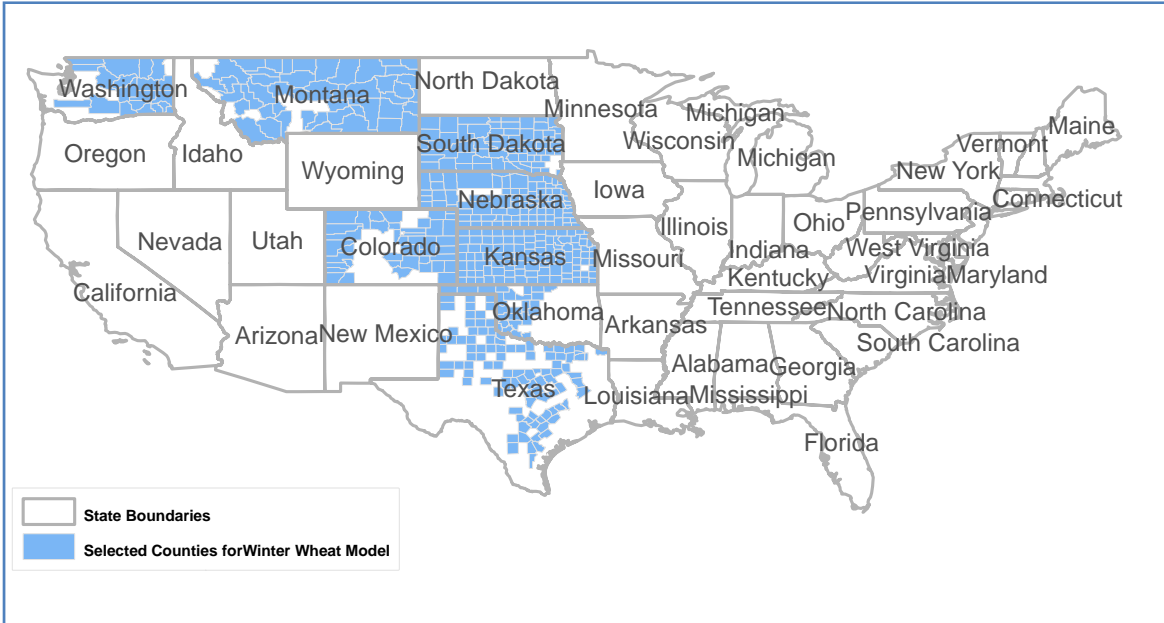 North Dakota
Washington
Montana
Minnesota
Michigan
Maine
Oregon
Idaho
South Dakota
Wisconsin
Vermont
Michigan
Wyoming
New York
Iowa
Connecticut
Nebraska
Pennsylvania
Nevada
Utah
Colorado
Illinois
Ohio
Indiana
West Virginia
Kansas
Missouri
Kentucky
Virginia
Maryland
California
Oklahoma
Tennessee
North Carolina
Arizona
New Mexico
Arkansas
South Carolina
Alabama
Georgia
Texas
Louisiana
Mississippi
Florida
State Boundaries
Selected Counties forWinter Wheat Model